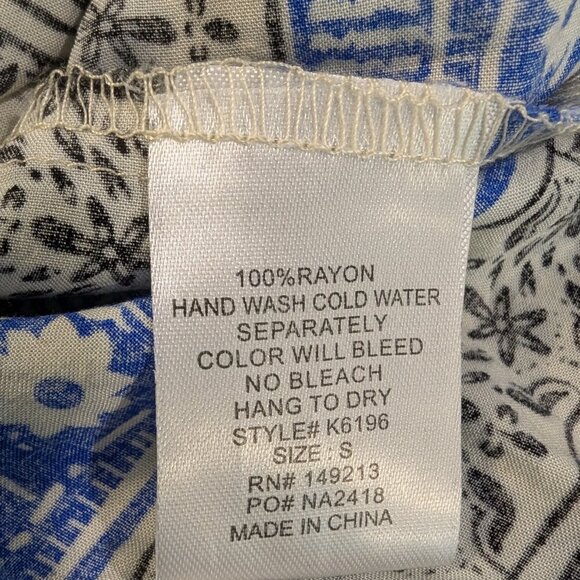 100%RAYON
HAND WASH COLD WATER
SEPARATELY
COLOR WILL BLEED
NO BLEACH
HANG TO DRY
STYLE# K6196
SIZE : S
RN# 149213
PO# NA2418
MADE IN CHINA